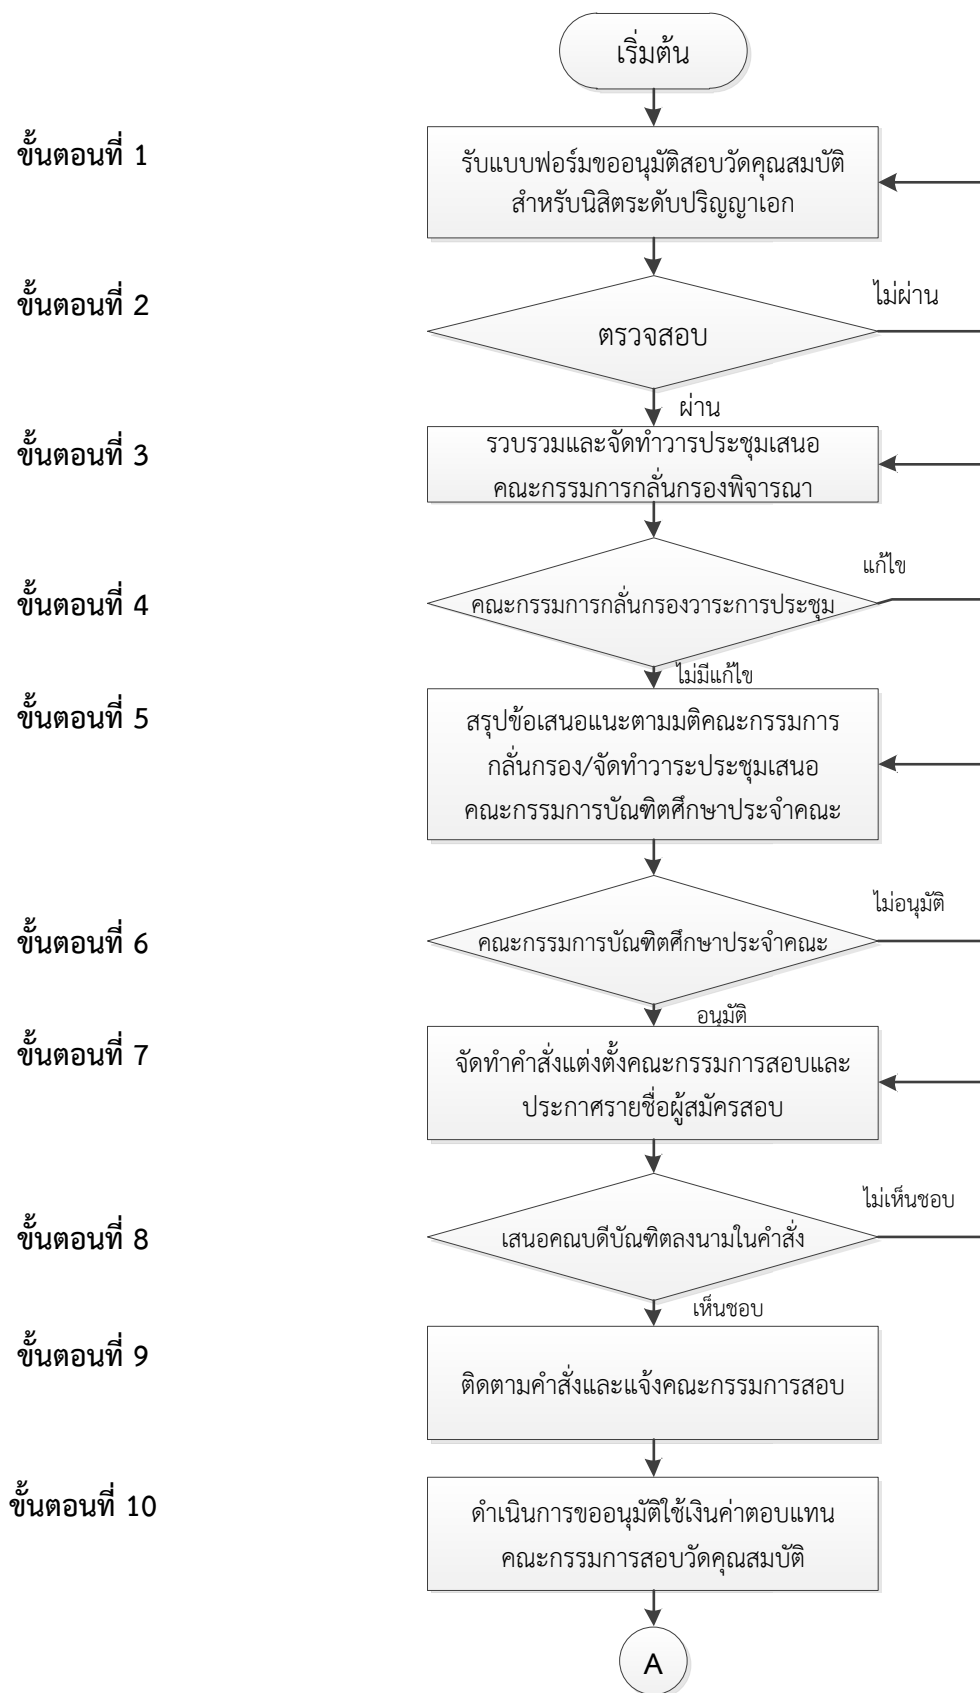 เริ่มต้น
ขั้นตอนที่ 1
รับแบบฟอร์มขออนุมัติสอบวัดคุณสมบัติ
สำหรับนิสิตระดับปริญญาเอก
ขั้นตอนที่ 2
ไม่ผ่าน
ตรวจสอบ
ผ่าน
ขั้นตอนที่ 3
รวบรวมและจัดทำวารประชุมเสนอ
คณะกรรมการกลั่นกรองพิจารณา
แก้ไข
ขั้นตอนที่ 4
คณะกรรมการกลั่นกรองวาระการประชุม
ไม่มีแก้ไข
ขั้นตอนที่ 5
สรุปข้อเสนอแนะตามมติคณะกรรมการ
กลั่นกรอง/จัดทำวาระประชุมเสนอ
คณะกรรมการบัณฑิตศึกษาประจำคณะ
ไม่อนุมัติ
ขั้นตอนที่ 6
คณะกรรมการบัณฑิตศึกษาประจำคณะ
อนุมัติ
ขั้นตอนที่ 7
จัดทำคำสั่งแต่งตั้งคณะกรรมการสอบและ
ประกาศรายชื่อผู้สมัครสอบ
ไม่เห็นชอบ
ขั้นตอนที่ 8
เสนอคณบดีบัณฑิตลงนามในคำสั่ง
เห็นชอบ
ขั้นตอนที่ 9
ติดตามคำสั่งและแจ้งคณะกรรมการสอบ
ขั้นตอนที่ 10
ดำเนินการขออนุมัติใช้เงินค่าตอบแทน
คณะกรรมการสอบวัดคุณสมบัติ
A